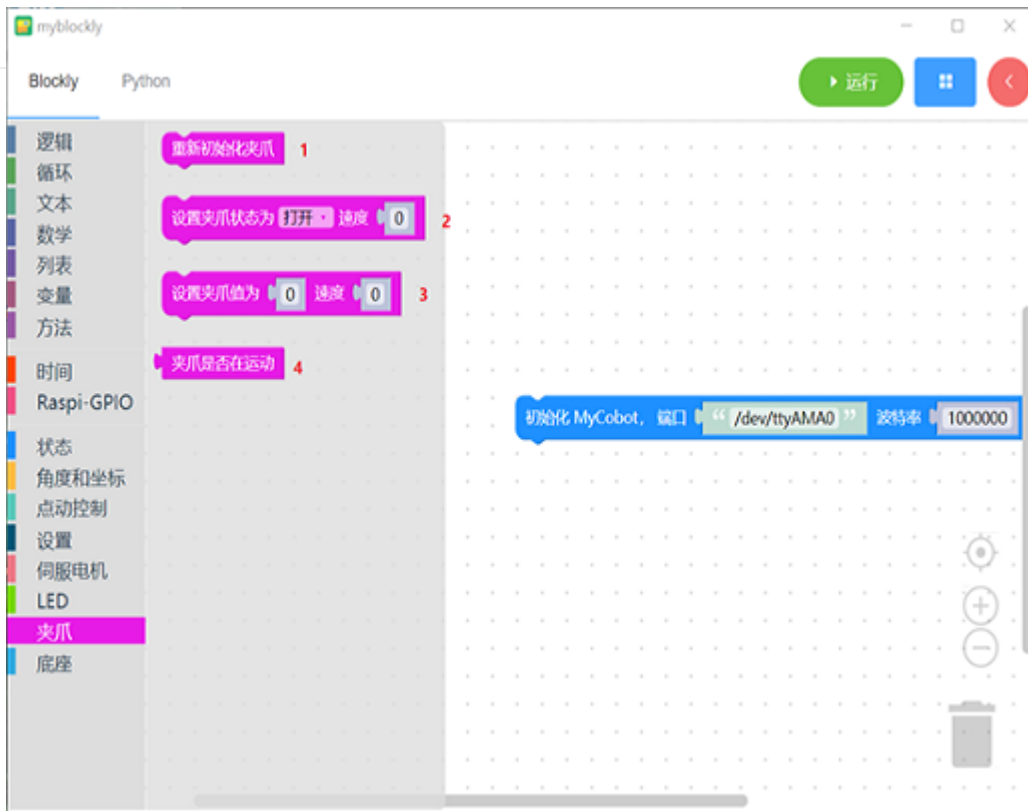 myblockly
Blockly Python
运行
逻辑
循环
文本
数学
列表
变量
方法
时间
Raspi-GPIO
状态
角度和坐标
点动控制
设置
伺服电机
LED
夹爪
底座
重新初始化夹爪 1
设置夹爪状态为 打开 速度 0 2
设置夹爪值为 0 速度 0 3
夹爪是否在运动 4
初始化 MyCobot， 端口 “ /dev/ttyAMA0 ” 波特率 1000000